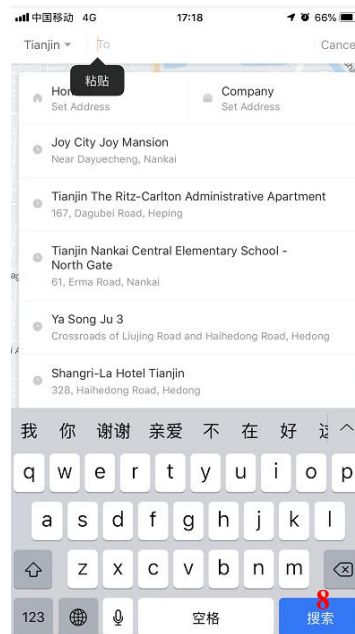 中国移动 4G 17:18 66%
Tianjin To Cance
粘贴
Company
Set Address Set Address
Joy City Joy Mansion
Near Dayuecheng, Nankai
Tianjin The Ritz-Carlton Administrative Apartment
167, Dagubei Road, Heping
Tianjin Nankai Central Elementary School -
North Gate
61, Erma Road, Nankai
Ya Song Ju 3
Crossroads of Liujing Road and Haihedong Road, Hedong
Shangri-La Hotel Tianjin
328, Haihedong Road, Hedong
我 你 谢谢 亲爱 不 在 好
q w e r t y u i o p
a s d f g h j k l
z x c v b n m
8
123 空格 搜索